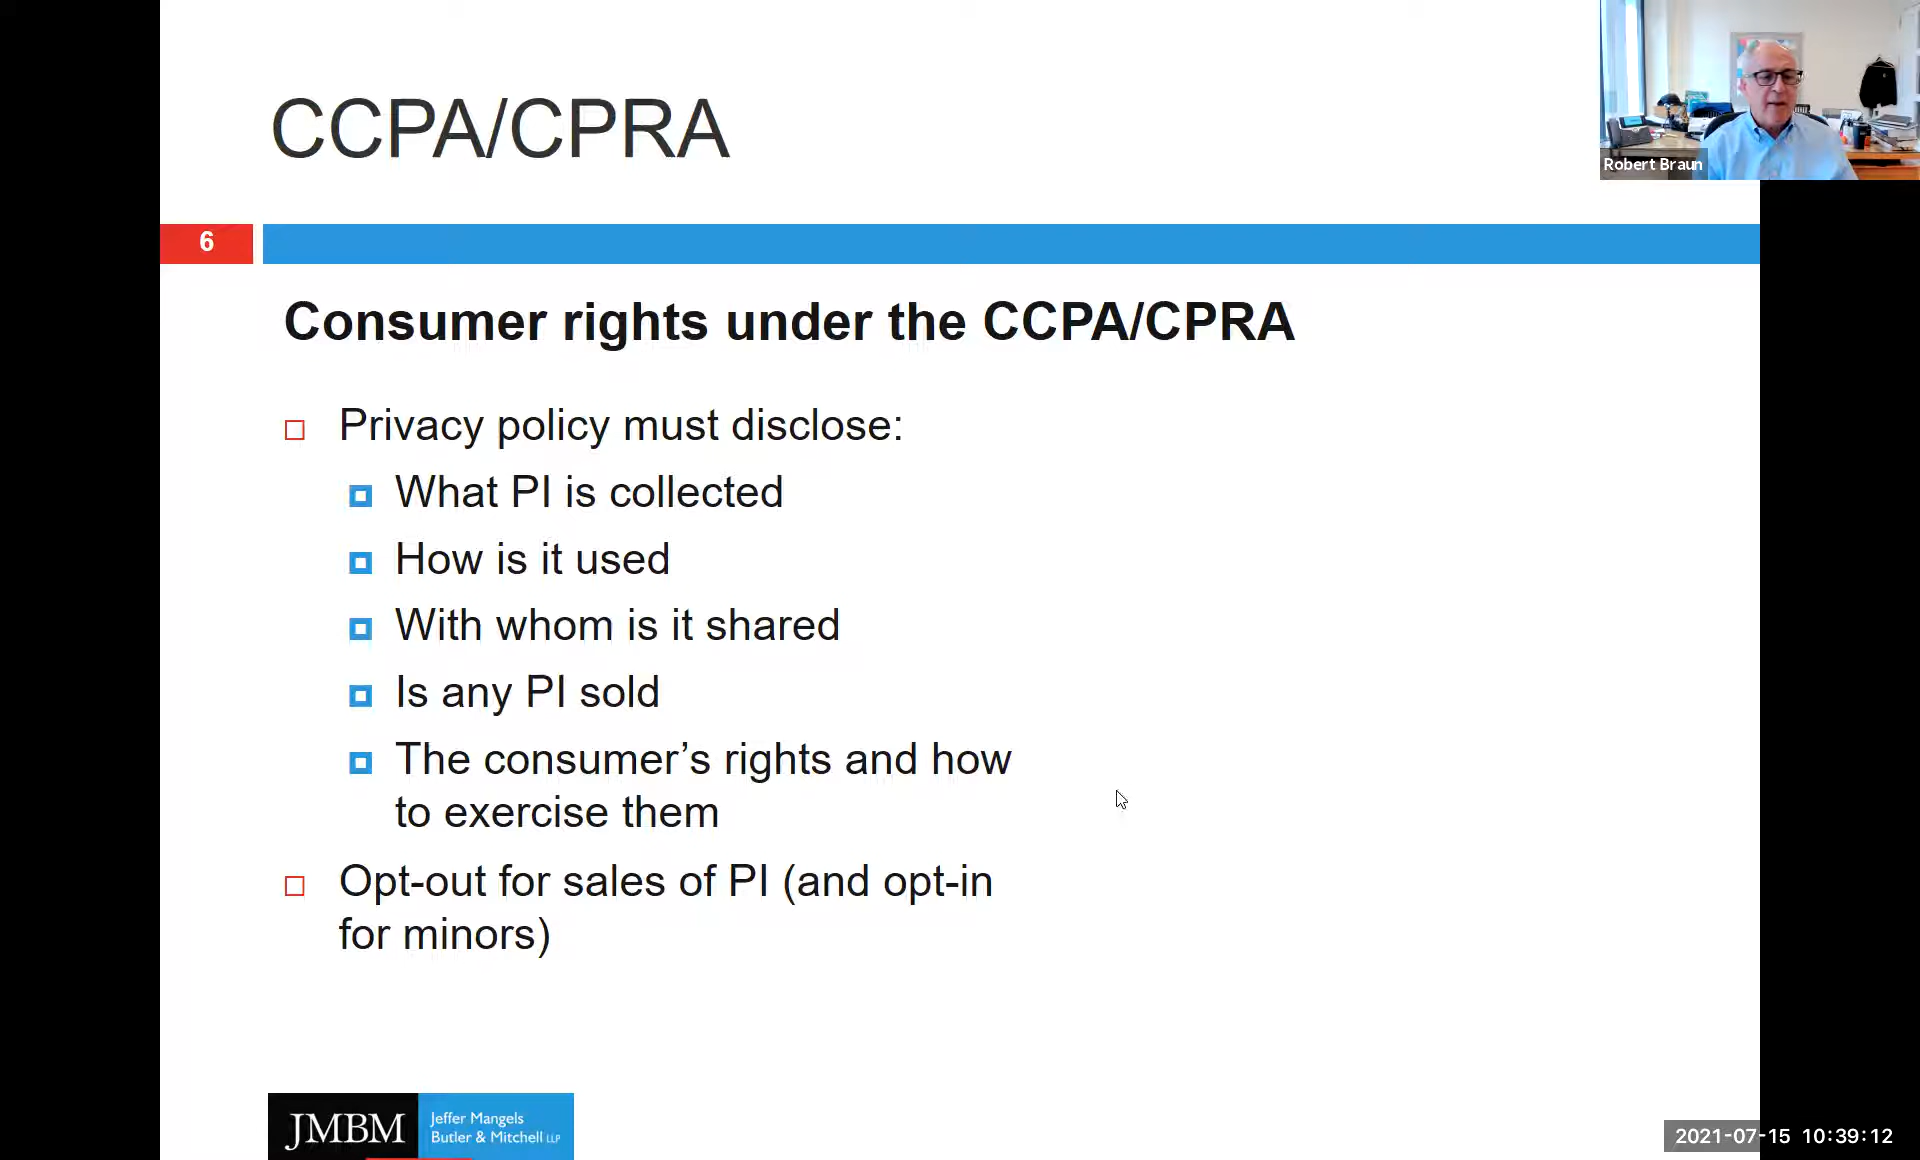 CCPA/CPRA
Robert Braun
6
Consumer rights under the CCPA/CPRA
Privacy policy must disclose:
What PI is collected
How is it used
With whom is it shared
Is any PI sold
The consumer’s rights and how
to exercise them
Opt-out for sales of PI (and opt-in
for minors)
JMBM
Jeffer Mangels
Butler & Mitchell LLP
2021-07-15 10:39:12